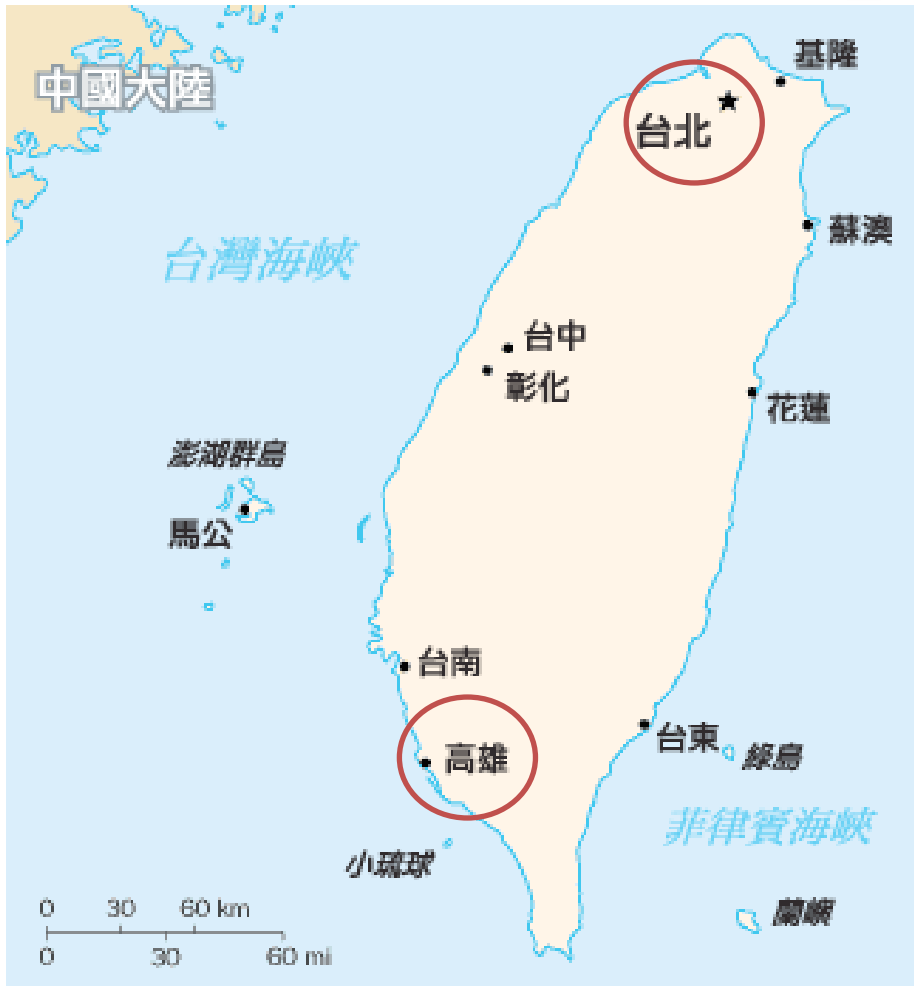 基隆
中國大陸
台北
蘇澳
台灣海峽
台中
彰化
花蓮
澎湖群島
馬公
台南
台東
高雄
綠島
菲律賓海峽
小琉球
蘭嶼
0 30 60 km
0 30 60 mi